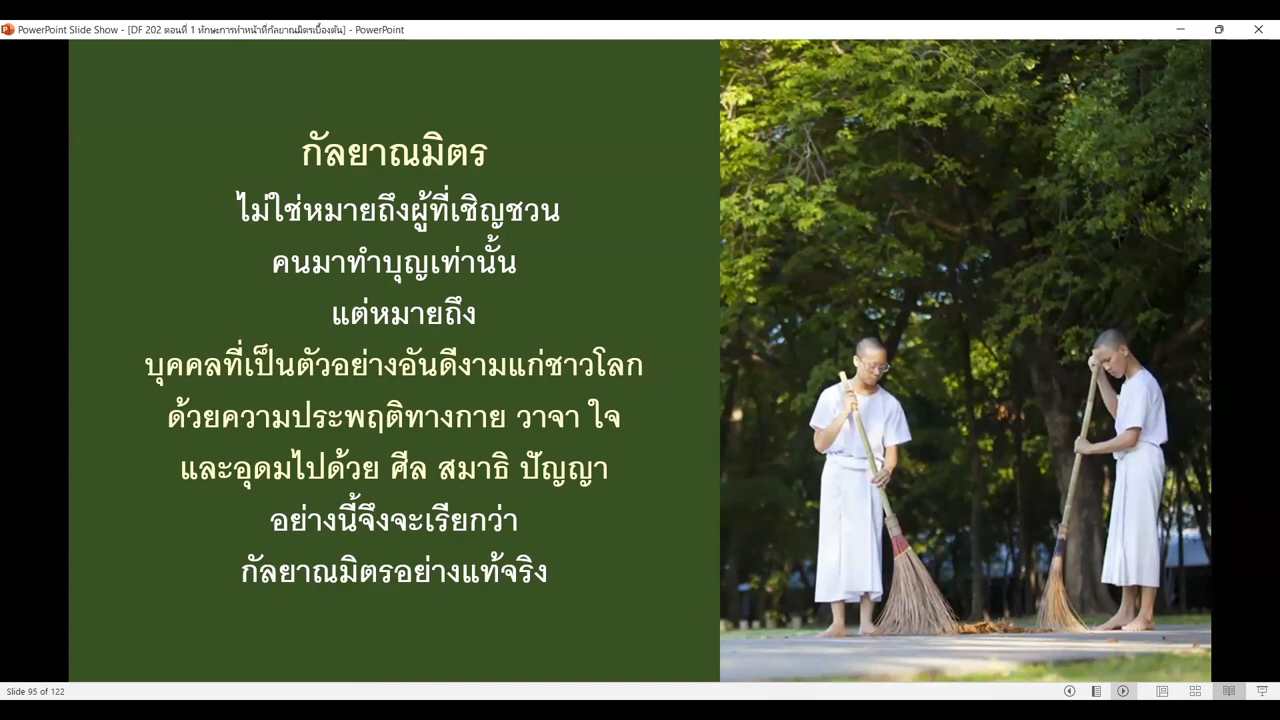 PowerPoint Slide Show - [DF 202 ตอนที่ 1 ทักษะการทำหน้าที่กัลยาณมิตรเบื้องต้น] - PowerPoint
กัลยาณมิตร
ไม่ใช่หมายถึงผู้ที่เชิญชวน
คนมาทำบุญเท่านั้น
แต่หมายถึง
บุคคลที่เป็นตัวอย่างอันดีงามแก่ชาวโลก
ด้วยความประพฤติทางกาย วาจา ใจ
และอุดมไปด้วย ศีล สมาธิ ปัญญา
อย่างนี้จึงจะเรียกว่า
กัลยาณมิตรอย่างแท้จริง
Slide 95 of 122